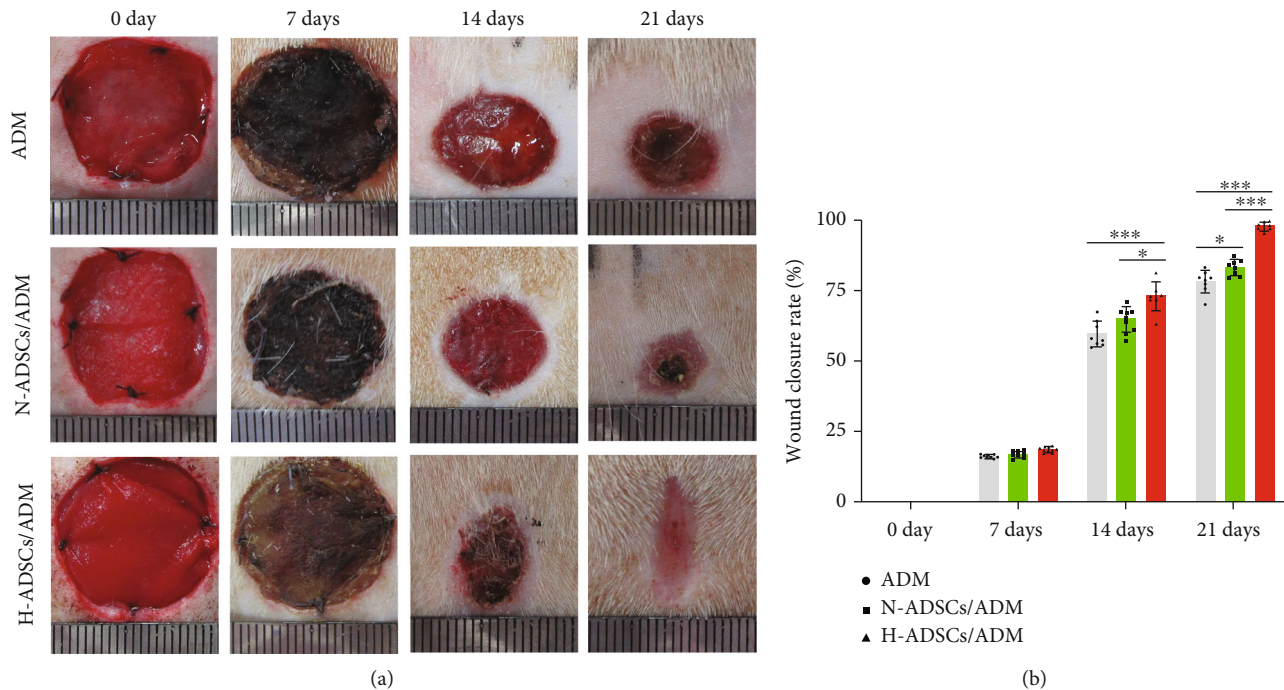 0 day 7 days 14 days 21 days
ADM
N-ADSCs/ADM
H-ADSCs/ADM
(a)
Wound closure rate (%)
100
75
50
25
0
***
*
***
***
*
0 day 7 days 14 days 21 days
ADM
N-ADSCs/ADM
H-ADSCs/ADM
(b)